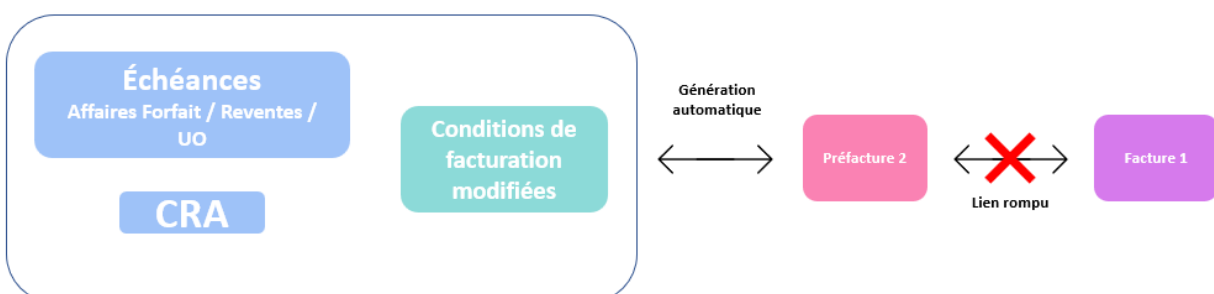 Échéances
Affaires Forfait / Reventes /
UO
CRA
Conditions de
facturation
modifiées
Génération
automatique
Préfacture 2
Lien rompu
Facture 1